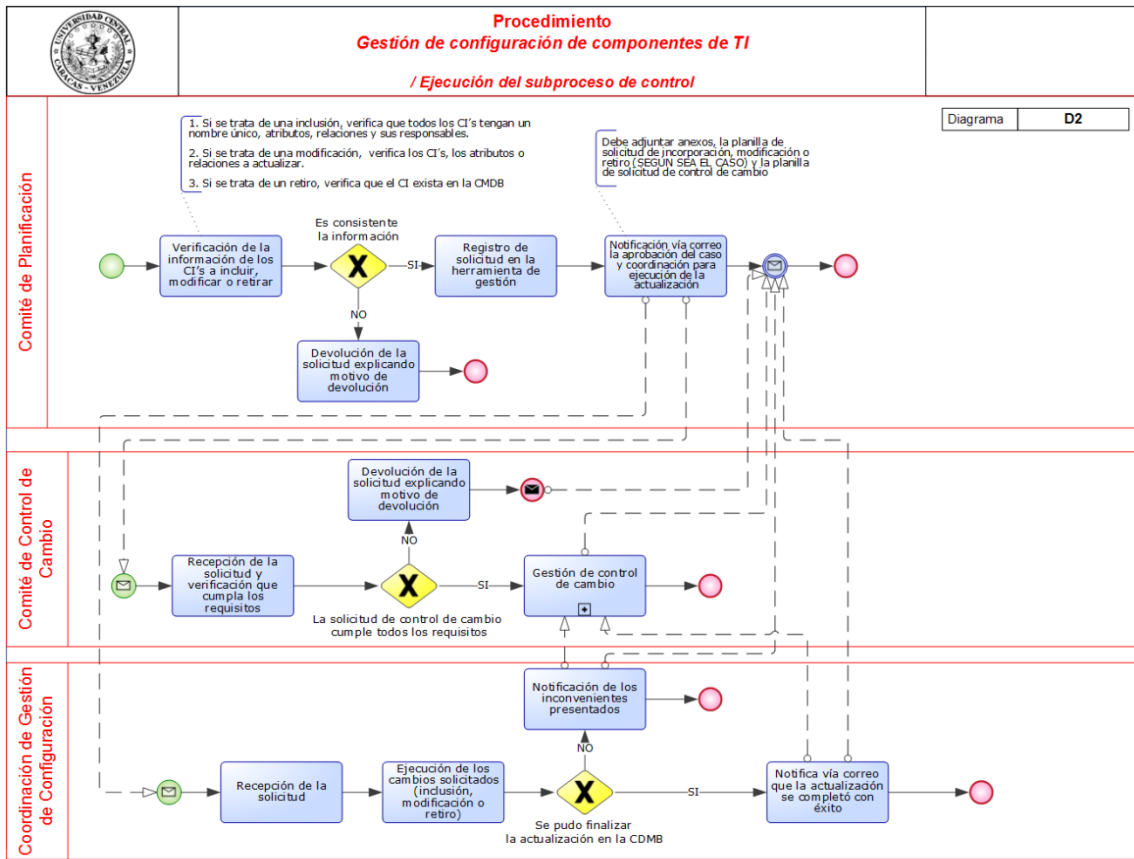 UNIVERSIDAD CENTRAL
CARACAS - VENEZUELA
Procedimiento
Gestión de configuración de componentes de TI
/ Ejecución del subproceso de control
Diagrama
D2
Comité de Planificación
1. Si se trata de una inclusión, verifica que todos los CI's tengan un
nombre único, atributos, relaciones y sus responsables.
2. Si se trata de una modificación, verifica los CI's, los atributos o
relaciones a actualizar.
3. Si se trata de un retiro, verifica que el CI exista en la CMDB
Debe adjuntar anexos, la planilla de
solicitud de incorporación, modificación o
retiro (SEGÚN SEA EL CASO) y la planilla
de solicitud de control de cambio
Verificación de la
información de los
CI's a incluir,
modificar o retirar
Es consistente
la información
SI
Registro de
solicitud en la
herramienta de
gestión
Notificación vía correo
la aprobación del caso
y coordinación para
ejecución de la
actualización
NO
Devolución de la
solicitud explicando
motivo de
devolución
Comité de Control de
Cambio
Devolución de la
solicitud explicando
motivo de
devolución
NO
Recepción de la
solicitud y
verificación que
cumpla los
requisitos
SI
Gestión de control
de cambio
La solicitud de control de cambio
cumple todos los requisitos
Coordinación de Gestión
de Configuración
Notificación de los
inconvenientes
presentados
NO
Recepción de la
solicitud
Ejecución de los
cambios solicitados
(inclusión,
modificación o
retiro)
SI
Notifica vía correo
que la actualización
se completó con
éxito
Se pudo finalizar
la actualización en la CDMB